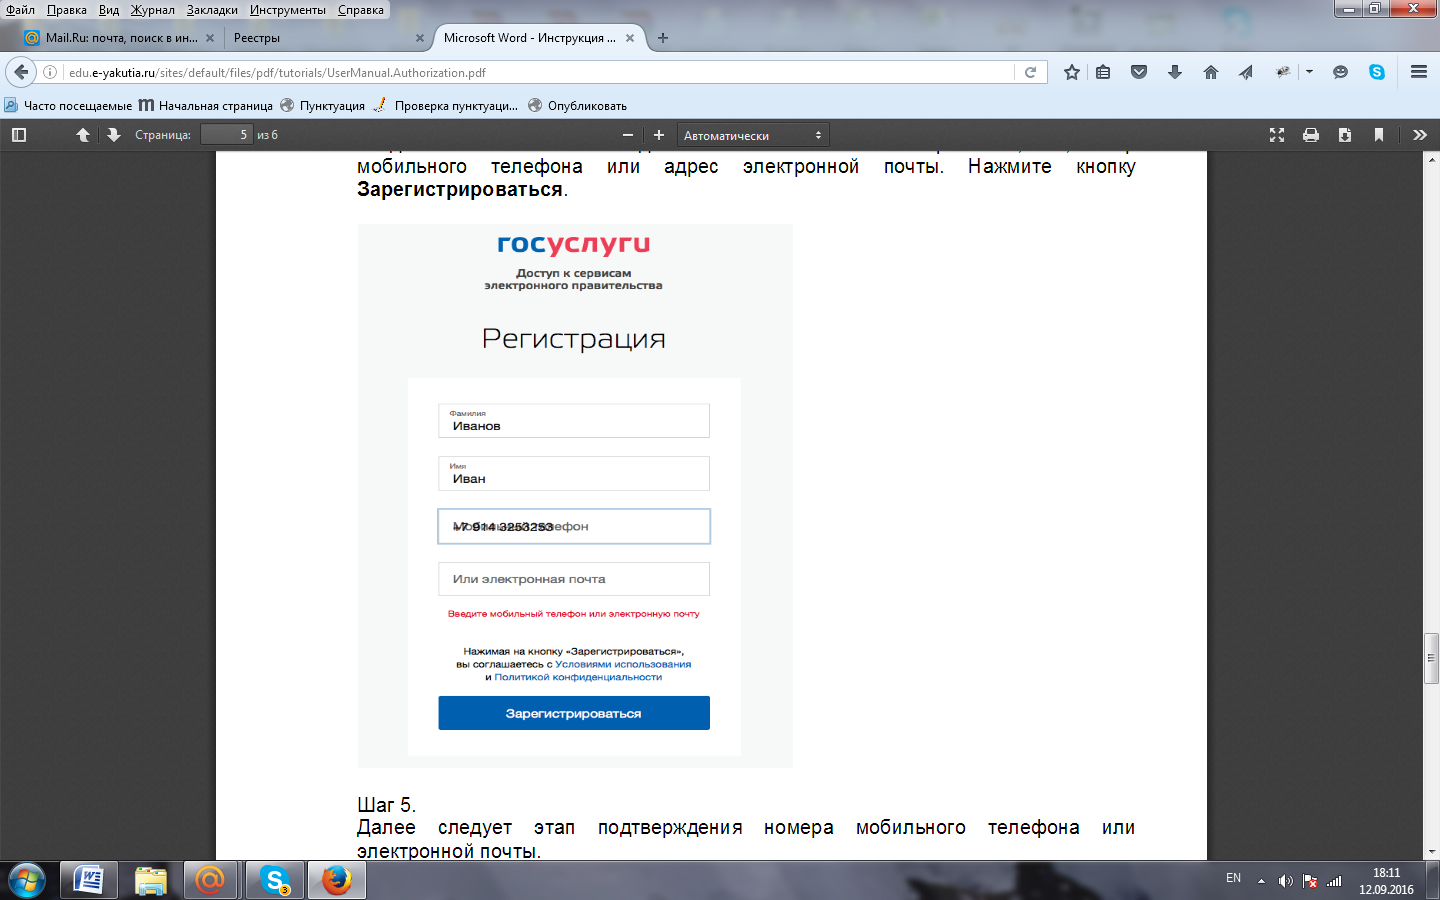 Файл Правка Вид Журнал Закладки Инструменты Справка
Mail.Ru: почта, поиск в ин... Реестры Microsoft Word - Инструкция ...
edu.e-yakutia.ru/sites/default/files/pdf/tutorials/UserManual.Authorization.pdf
Часто посещаемые Начальная страница Пунктуация Проверка пунктуаци... Опубликовать
Страница: 5 из 6 Автоматически
мобильного телефона или адрес электронной почты. Нажмите кнопку
Зарегистрироваться.
госуслуги
Доступ к сервисам
электронного правительства
Регистрация
Фамилия
Иванов
Имя
Иван
+7 914 3253253
Мобильный телефон
Или электронная почта
Введите мобильный телефон или электронную почту
Нажимая на кнопку «Зарегистрироваться»,
вы соглашаетесь с Условиями использования
и Политикой конфиденциальности
Зарегистрироваться
Шаг 5.
Далее следует этап подтверждения номера мобильного телефона или
электронной почты.
EN 18:11
12.09.2016